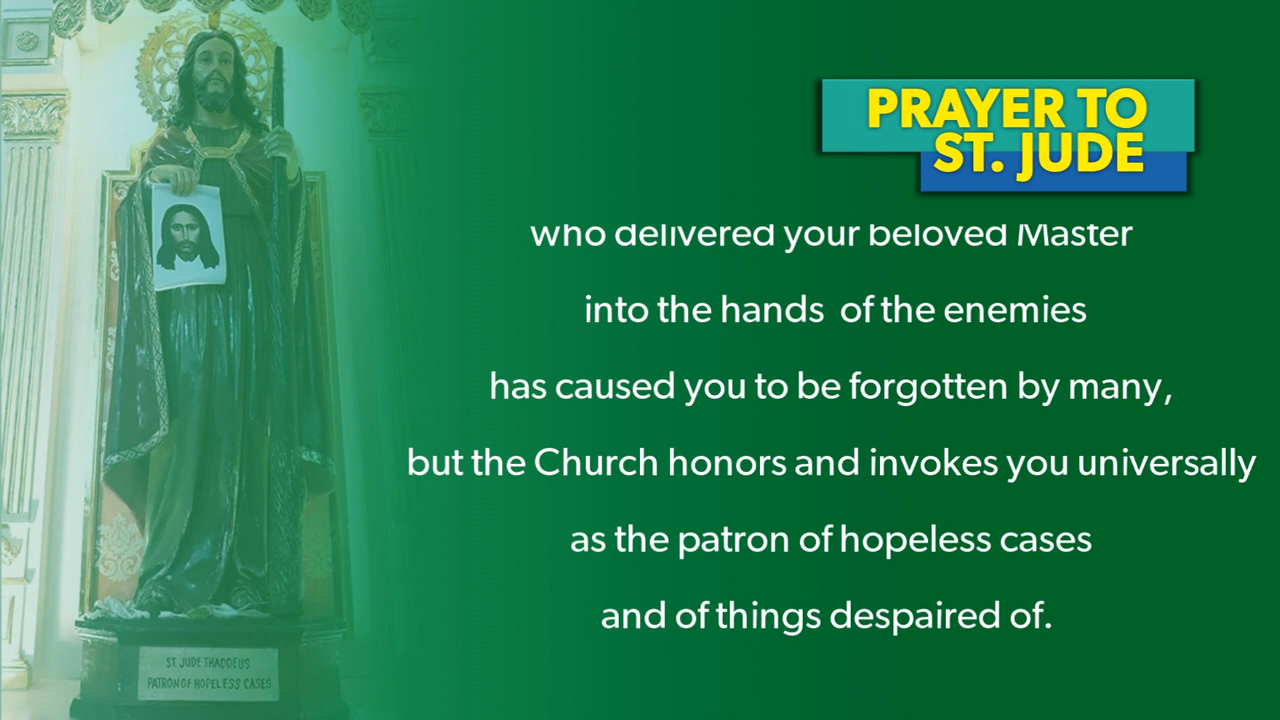 PRAYER TO
ST. JUDE
who delivered your beloved Master
into the hands of the enemies
has caused you to be forgotten by many,
but the Church honors and invokes you universally
as the patron of hopeless cases
and of things despaired of.
ST. JUDE THADDEUS
PATRON OF HOPELESS CASES